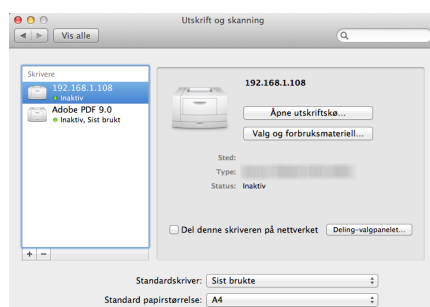 Utskrift og skanning
Vis alle
Skrivere
192.168.1.108
Inaktiv
Adobe PDF 9.0
Inaktiv, Sist brukt
192.168.1.108
Åpne utskriftskø...
Valg og forbruksmateriell...
Sted:
Type:
Status: Inaktiv
Del denne skriveren på nettverket
Deling-valgpanelet...
Standardskriver: Sist brukte
Standard papirstørrelse: A4